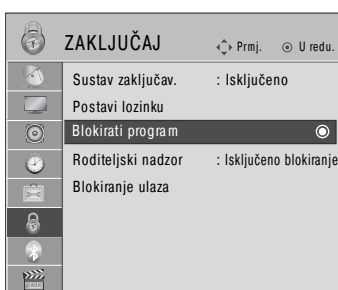 ZAKLJUČAJ Prmj. U redu.
Sustav zaključav. : Isključeno
Postavi lozinku
Blokirati program
Roditeljski nadzor : Isključeno blokiranje
Blokiranje ulaza